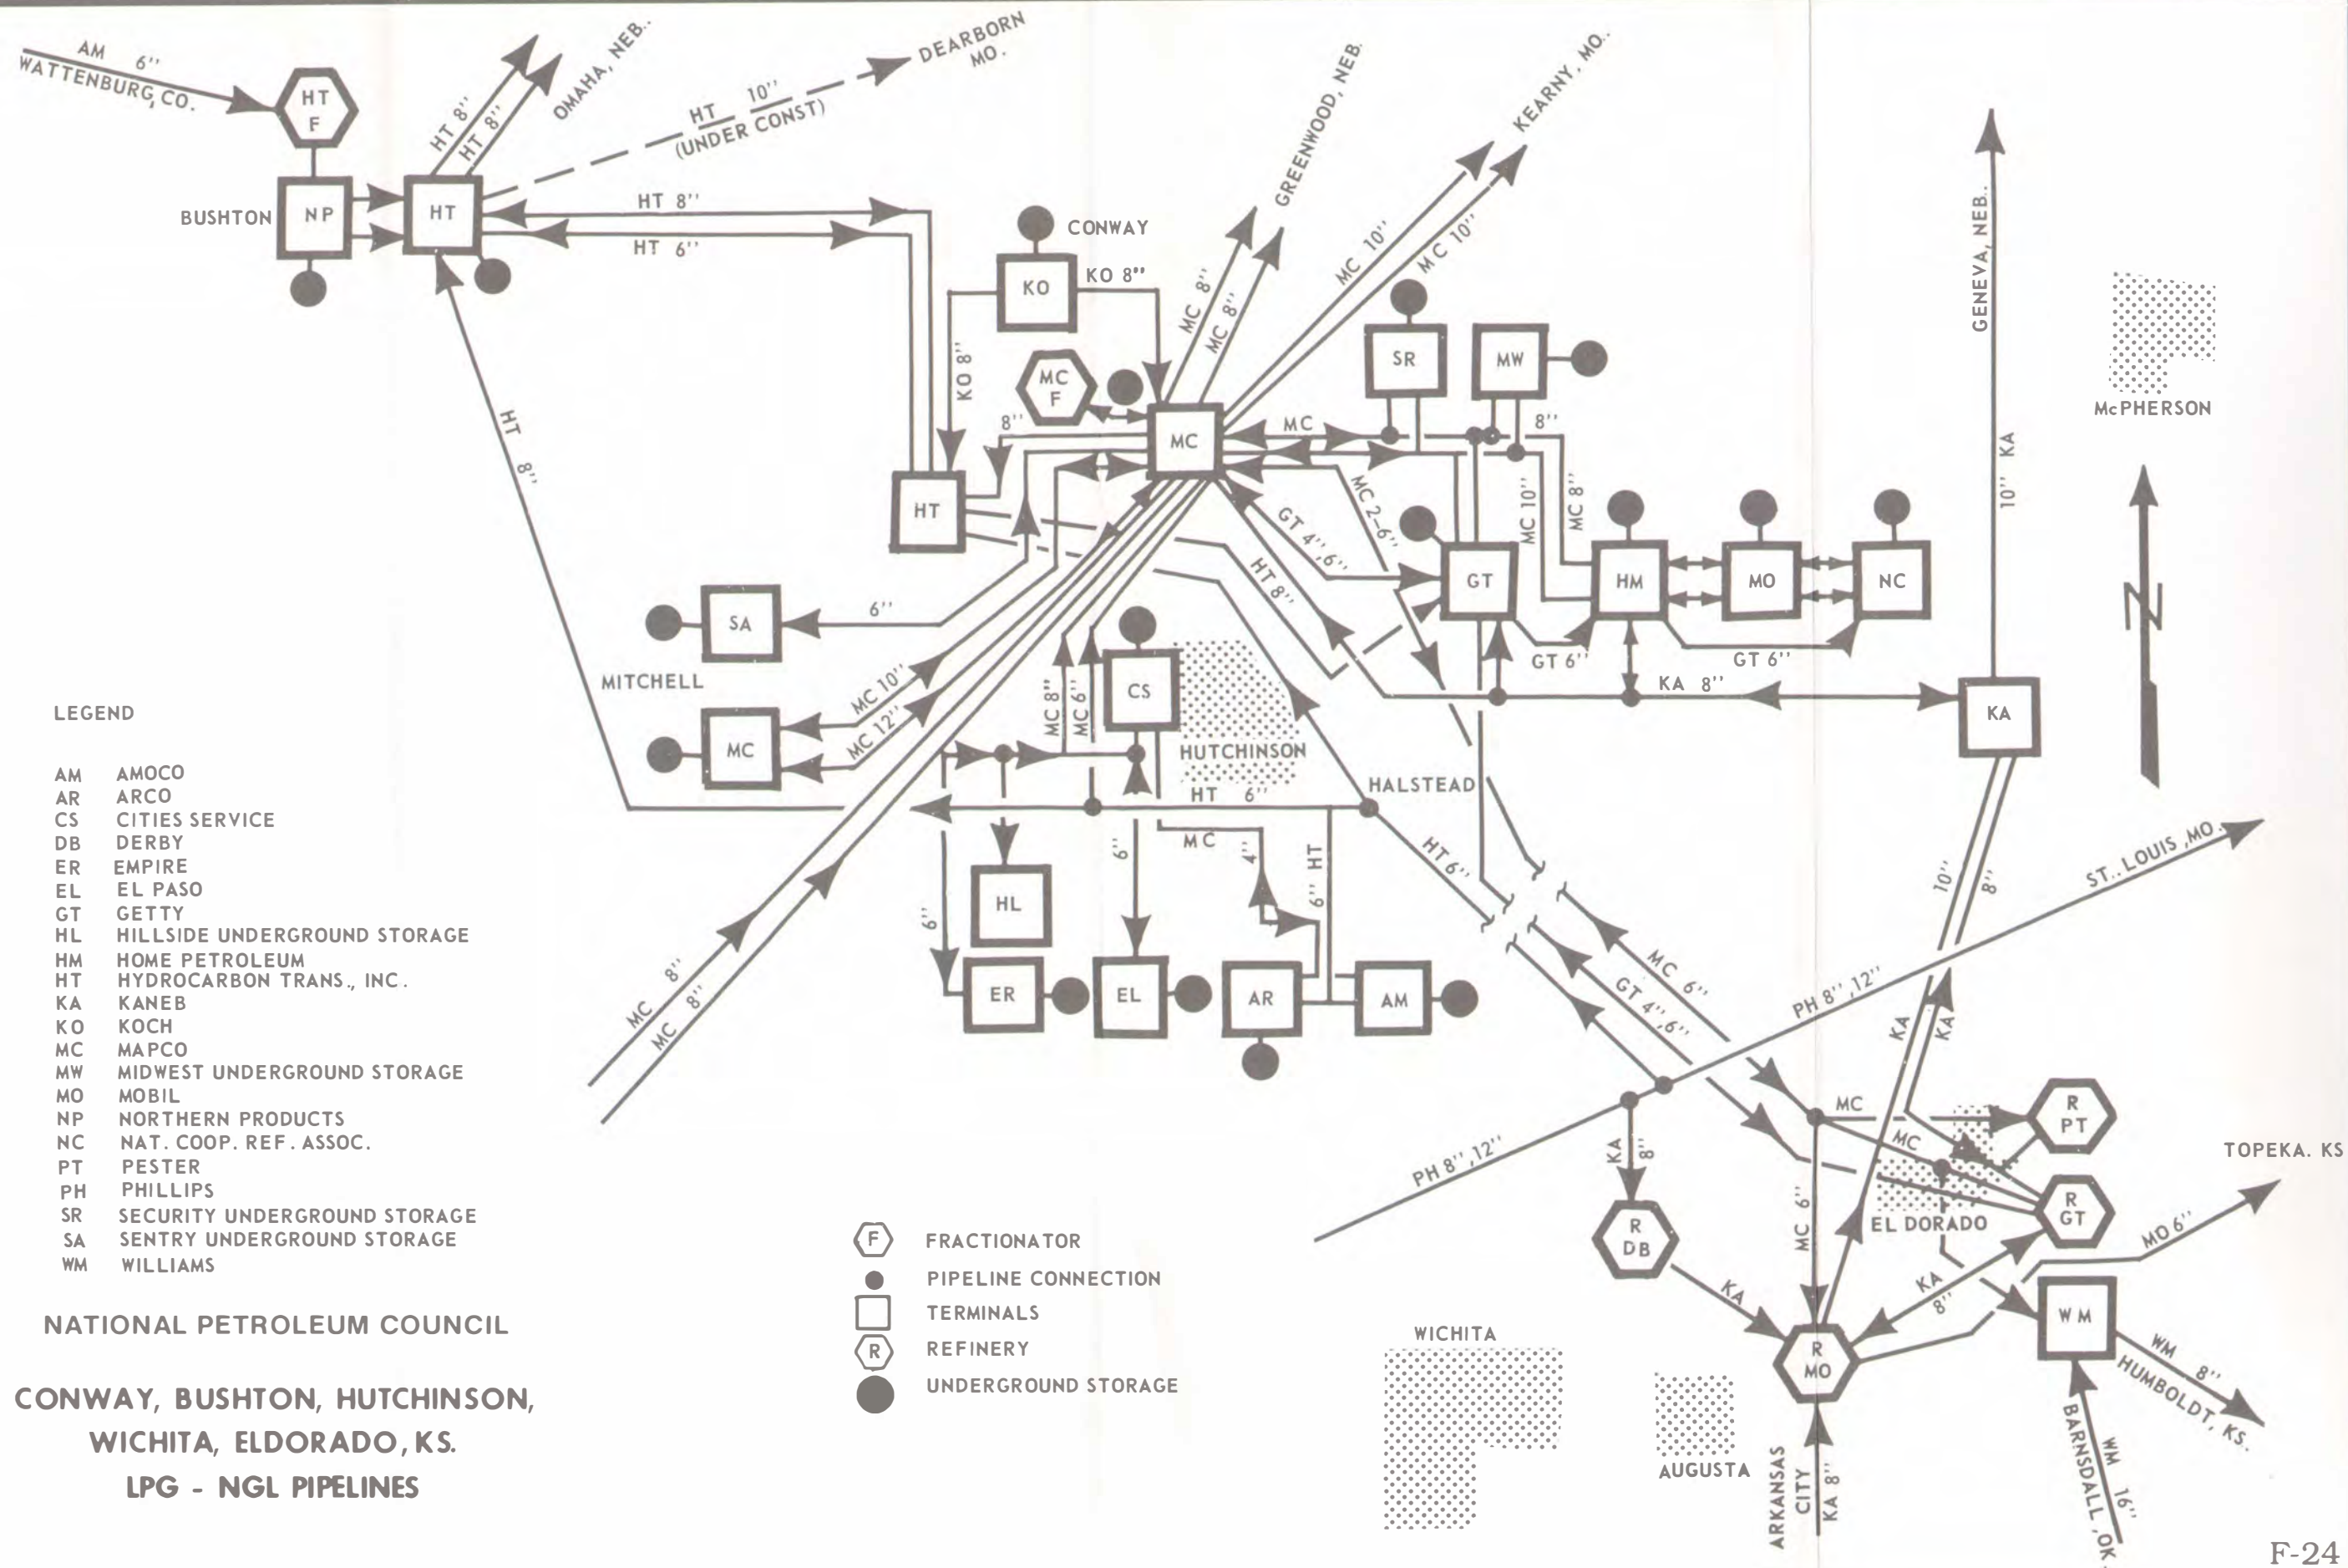 AM 6''
WATTENBURG, CO.
HT
F
BUSHTON
NP
HT
HT 8''
HT 8''
OMAHA, NEB..
HT 10''
(UNDER CONST)
DEARBORN
MO.
HT 8''
HT 6''
CONWAY
KO
KO 8''
KO 8''
MC
F
MC
8''
HT
MC 8''
MC 8''
GREENWOOD, NEB.
MC 10''
MC 10''
KEARNY, MO..
SR
MW
MC
8''
MC 2-6''
MC 10''
MC 8''
GT 4'',6''
HT 8''
GT
HM
MO
NC
GT 6''
GT 6''
KA 8''
KA
GENEVA, NEB..
10'' KA
McPHERSON
N
HT 8''
SA
6''
MITCHELL
MC
MC 10''
MC 12''
MC 8''
MC 6''
CS
HUTCHINSON
HT 6''
HALSTEAD
MC
4''
6''
6'' HT
6''
HL
ER
EL
AR
AM
MC 8''
MC 8''
HT 6''
MC 6''
GT 4'',6''
10''
8''
KA
KA
ST.. LOUIS ,MO.
PH 8'',12''
PH 8'',12''
KA 8''
R
DB
KA
MC
MC
MC 6''
R
PT
R
GT
EL DORADO
TOPEKA. KS
MO 6''
KA
8''
WM
R
MO
WM 8''
HUMBOLDT, KS.
WM 16''
BARNSDALL ,OK.
ARKANSAS
CITY
KA 8''
WICHITA
AUGUSTA
LEGEND
AM AMOCO
AR ARCO
CS CITIES SERVICE
DB DERBY
ER EMPIRE
EL EL PASO
GT GETTY
HL HILLSIDE UNDERGROUND STORAGE
HM HOME PETROLEUM
HT HYDROCARBON TRANS., INC.
KA KANEB
KO KOCH
MC MAPCO
MW MIDWEST UNDERGROUND STORAGE
MO MOBIL
NP NORTHERN PRODUCTS
NC NAT. COOP. REF. ASSOC.
PT PESTER
PH PHILLIPS
SR SECURITY UNDERGROUND STORAGE
SA SENTRY UNDERGROUND STORAGE
WM WILLIAMS
F FRACTIONATOR
PIPELINE CONNECTION
TERMINALS
R REFINERY
UNDERGROUND STORAGE
NATIONAL PETROLEUM COUNCIL
CONWAY, BUSHTON, HUTCHINSON,
WICHITA, ELDORADO, KS.
LPG - NGL PIPELINES
F-24